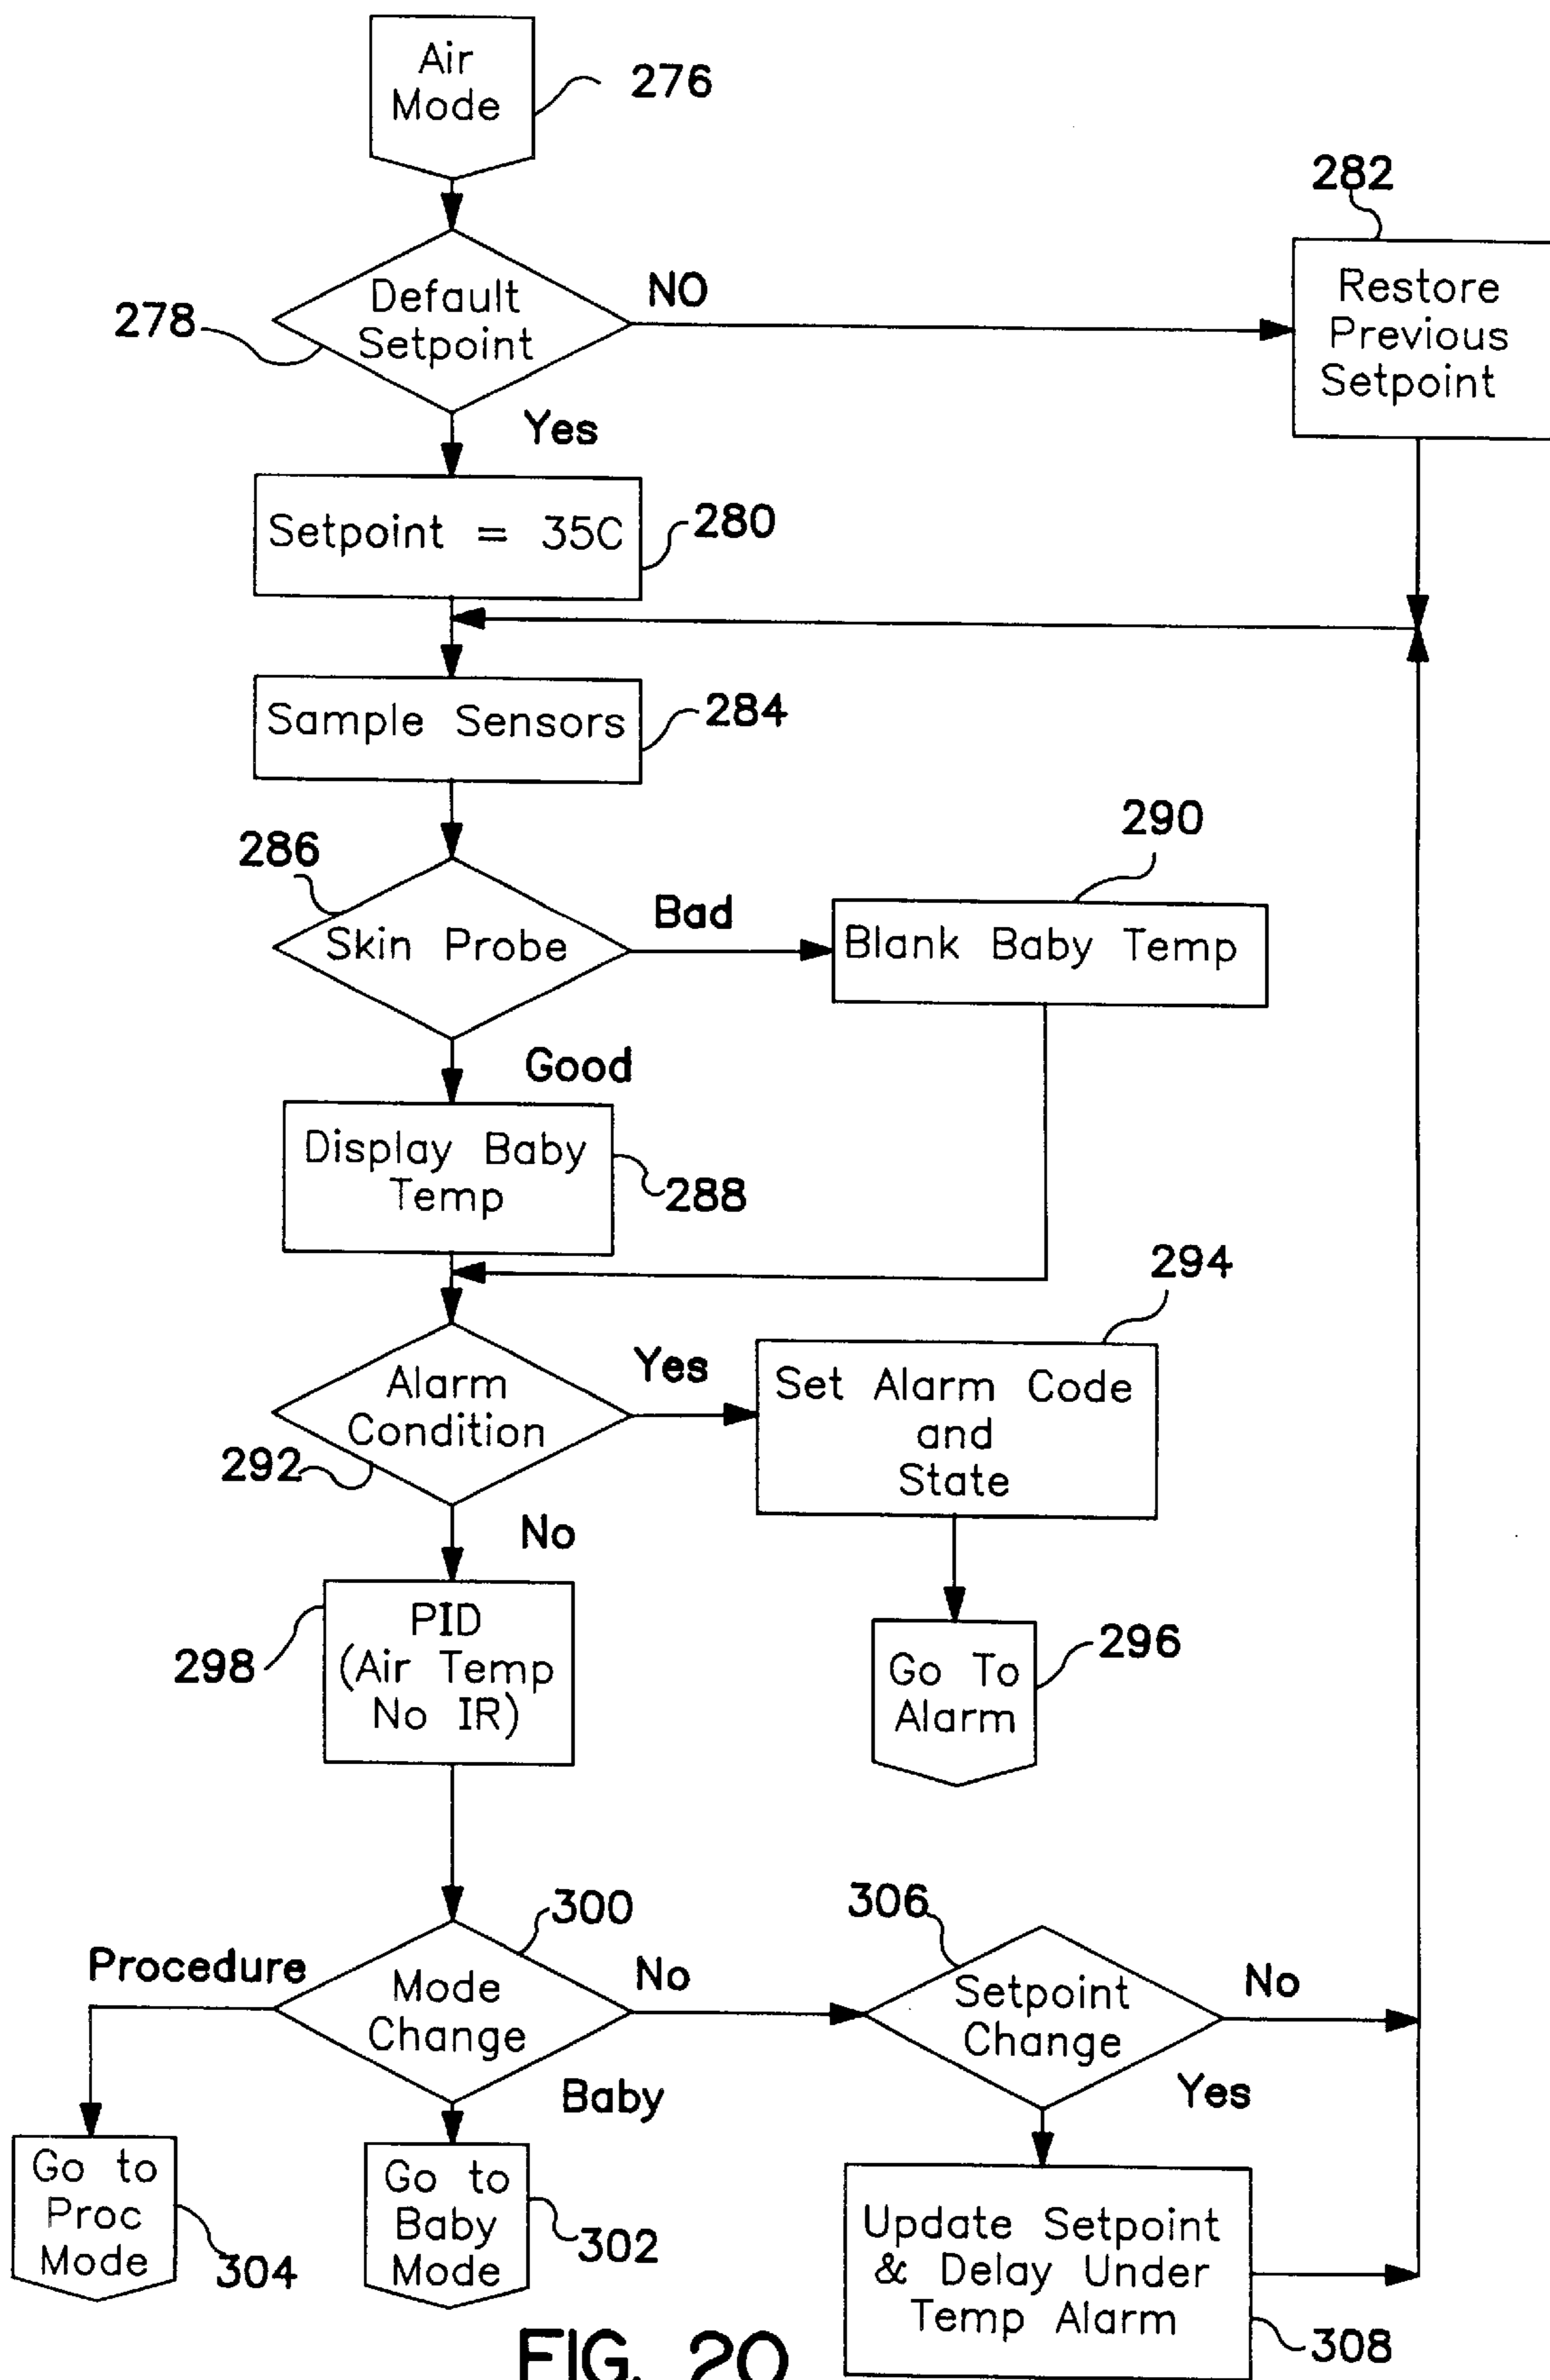 Air
Mode
276
282
Default
Setpoint
278
NO
Restore
Previous
Setpoint
Yes
Setpoint = 35C
280
Sample Sensors
284
286
290
Skin Probe
Bad
Blank Baby Temp
Good
Display Baby
Temp
288
294
Alarm
Condition
292
Yes
Set Alarm Code
and
State
No
PID
(Air Temp
No IR)
298
Go To
Alarm
296
300
306
Procedure
Mode
Change
No
Setpoint
Change
No
Baby
Yes
Go to
Proc
Mode
304
Go to
Baby
Mode
302
Update Setpoint
& Delay Under
Temp Alarm
308
FIG. 20